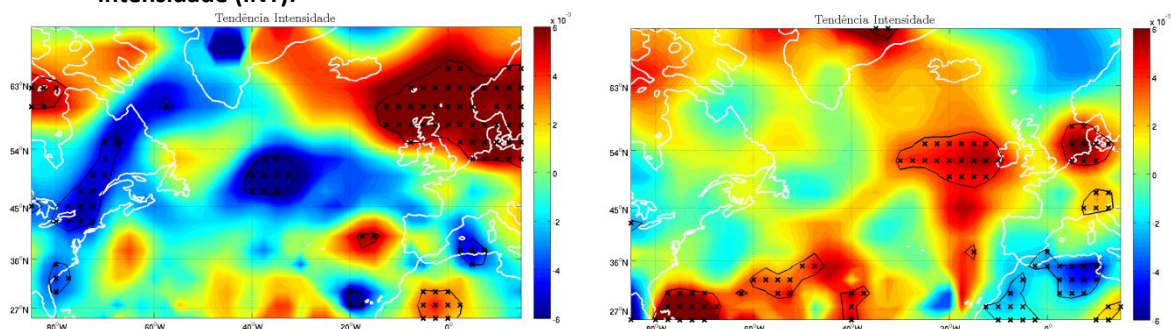 Intensidade (INT).
Tendência Intensidade
x 10⁻³
63°N
54°N
45°N
36°N
27°N
80°W
60°W
40°W
20°W
0°
6
4
2
0
-2
-4
-6
Tendência Intensidade
x 10⁻³
63°N
54°N
45°N
36°N
27°N
80°W
60°W
40°W
20°W
0°
6
4
2
0
-2
-4
-6